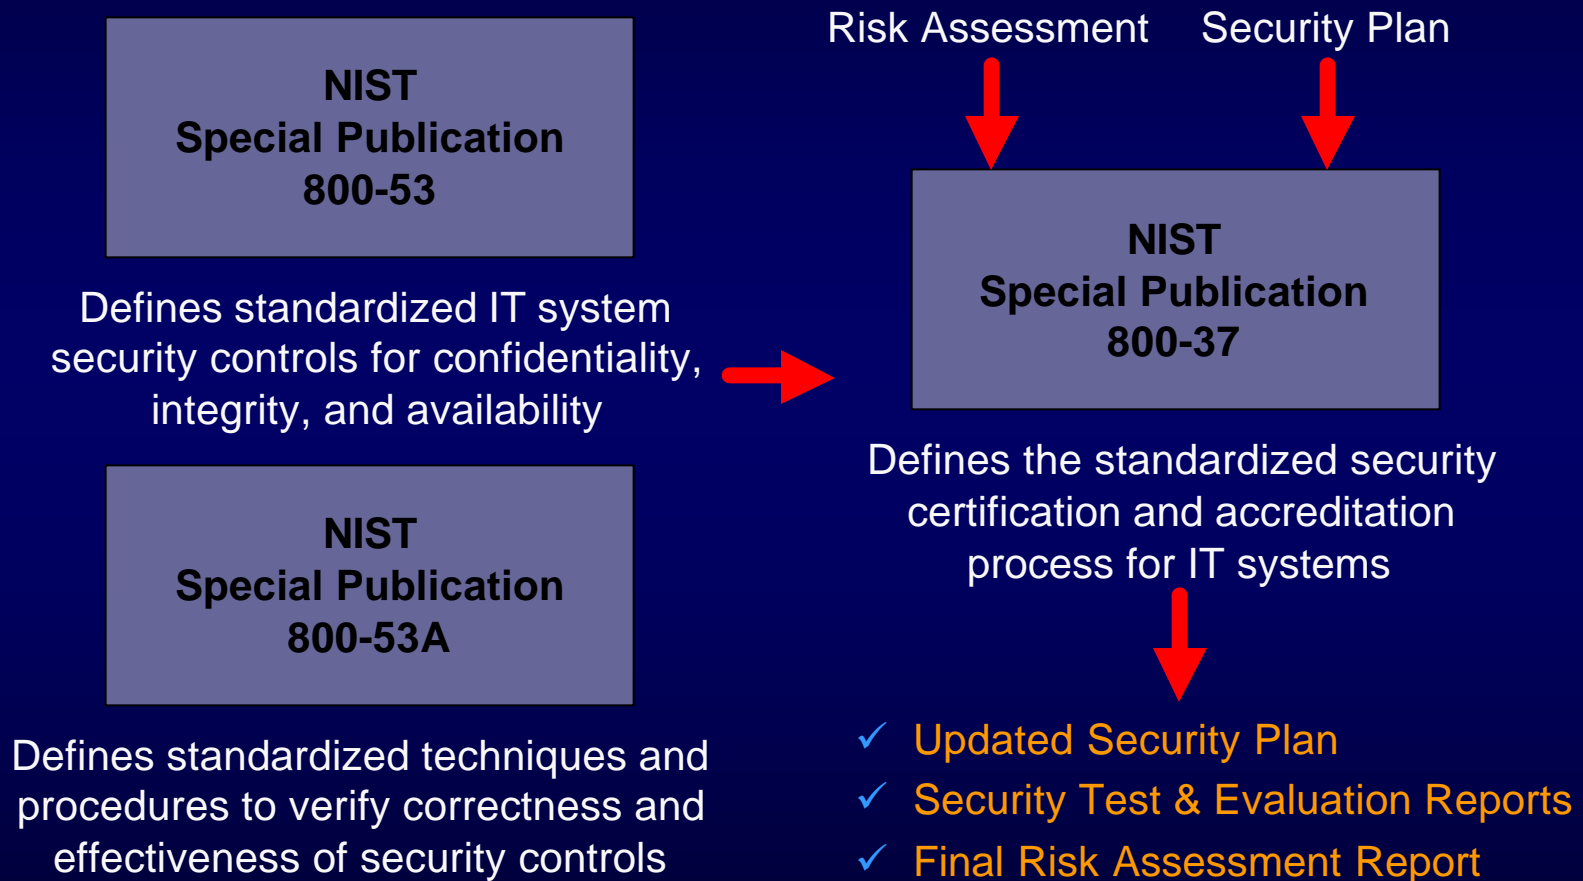 NIST
Special Publication
800-53
Defines standardized IT system
security controls for confidentiality,
integrity, and availability
NIST
Special Publication
800-53A
Defines standardized techniques and
procedures to verify correctness and
effectiveness of security controls
Risk Assessment
Security Plan
NIST
Special Publication
800-37
Defines the standardized security
certification and accreditation
process for IT systems
✓ Updated Security Plan
✓ Security Test & Evaluation Reports
✓ Final Risk Assessment Report